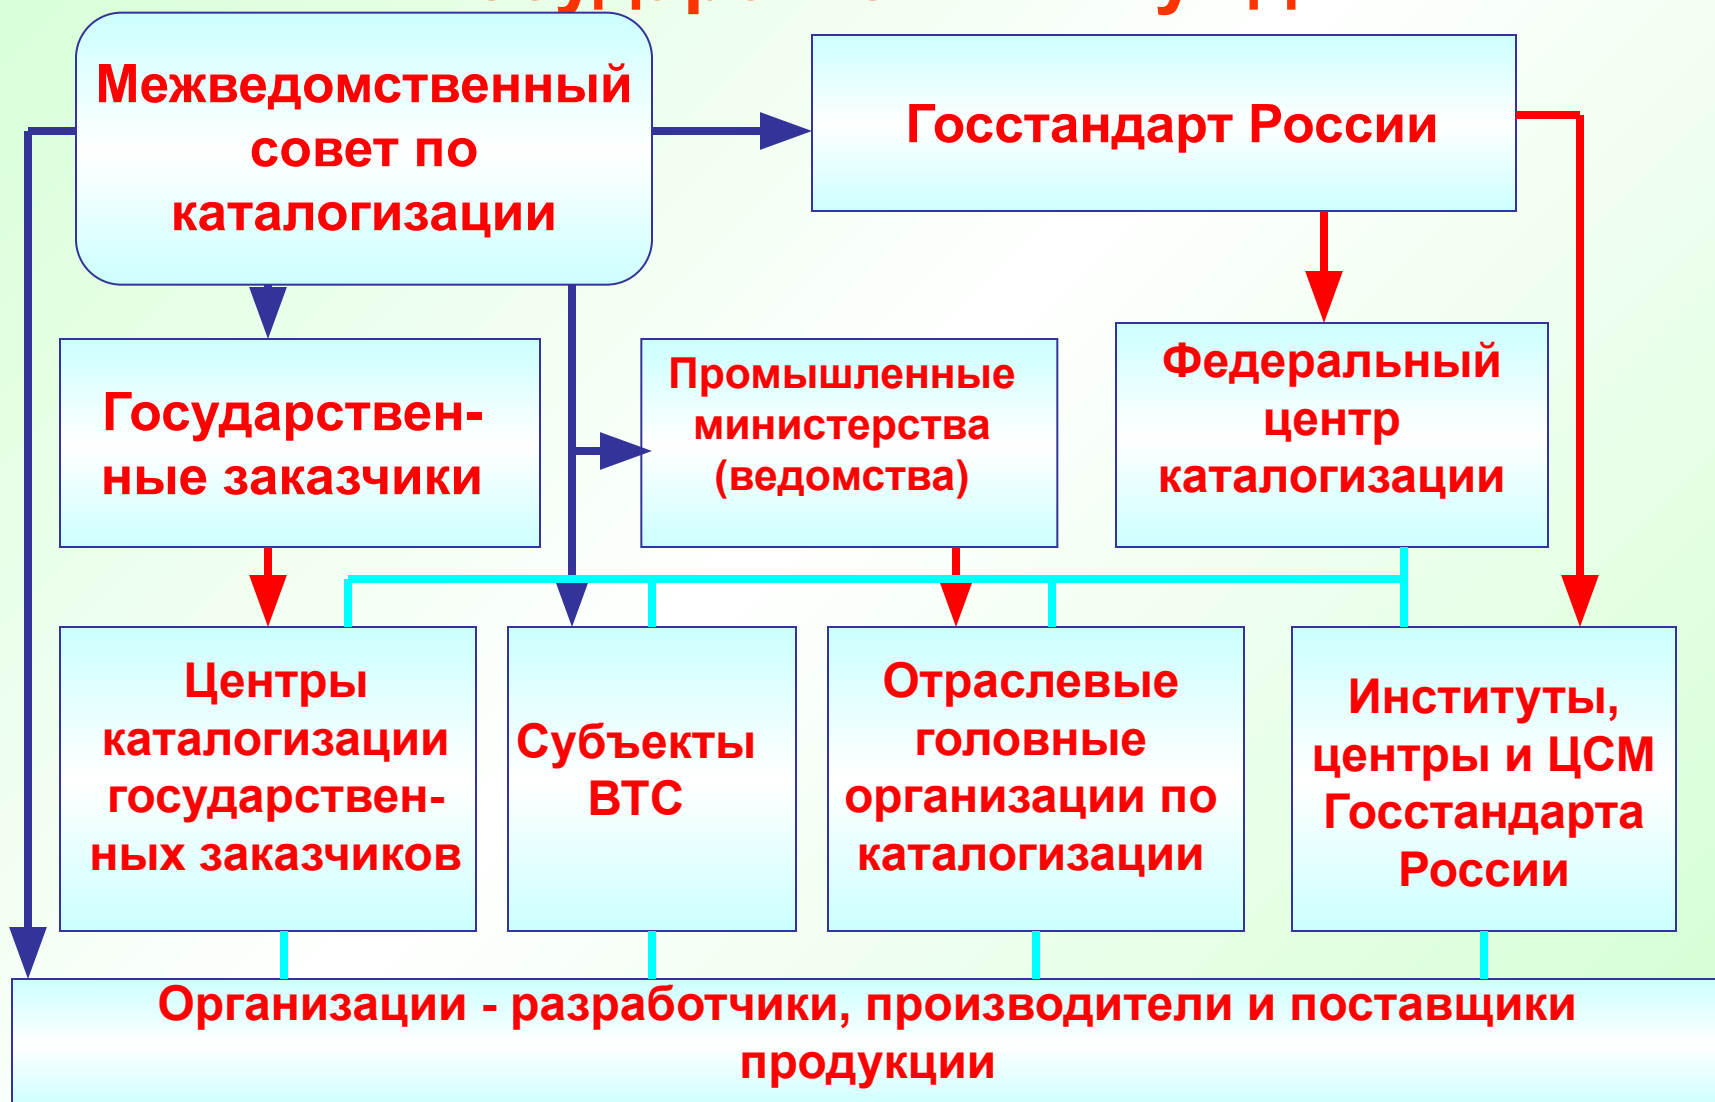 Межведомственный
совет по
каталогизации
Госстандарт России
Государствен-
ные заказчики
Промышленные
министерства
(ведомства)
Федеральный
центр
каталогизации
Центры
каталогизации
государствен-
ных заказчиков
Субъекты
ВТС
Отраслевые
головные
организации по
каталогизации
Институты,
центры и ЦСМ
Госстандарта
России
Организации - разработчики, производители и поставщики
продукции